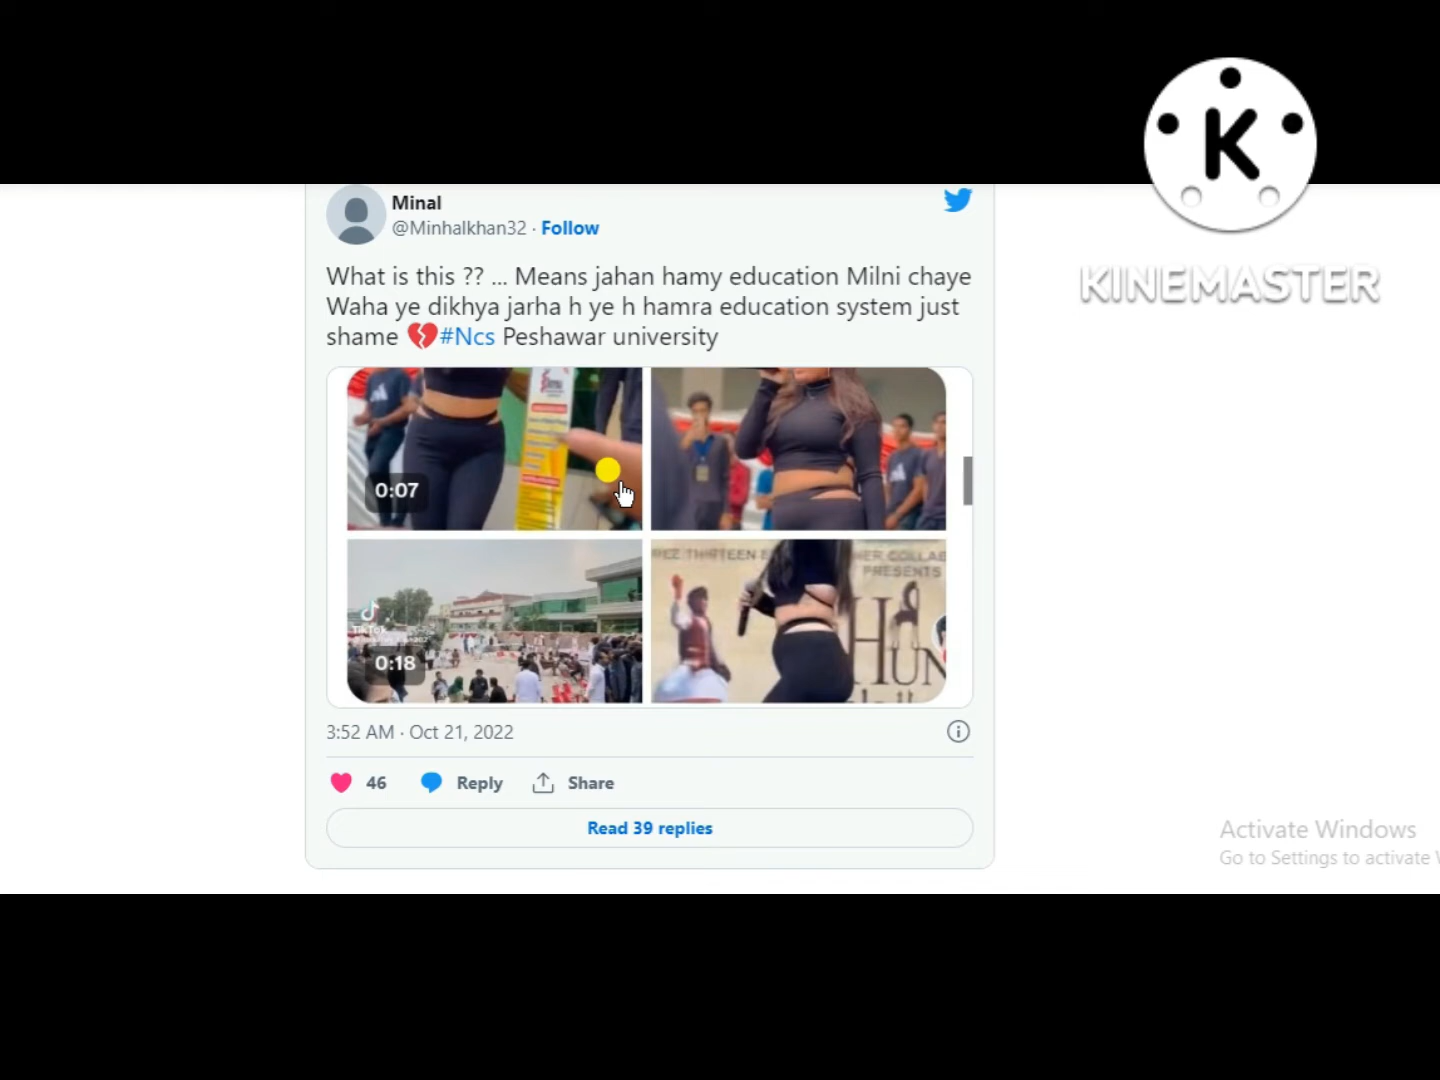 K
KINEMASTER
Minal
@Minhalkhan32 · Follow
What is this ?? ... Means jahan hamy education Milni chaye
Waha ye dikhya jarha h ye h hamra education system just
shame 💔#Ncs Peshawar university
0:07
PRESENTS
TikTok
0:18
3:52 AM · Oct 21, 2022
46
Reply
Share
Read 39 replies
Activate Windows
Go to Settings to activate